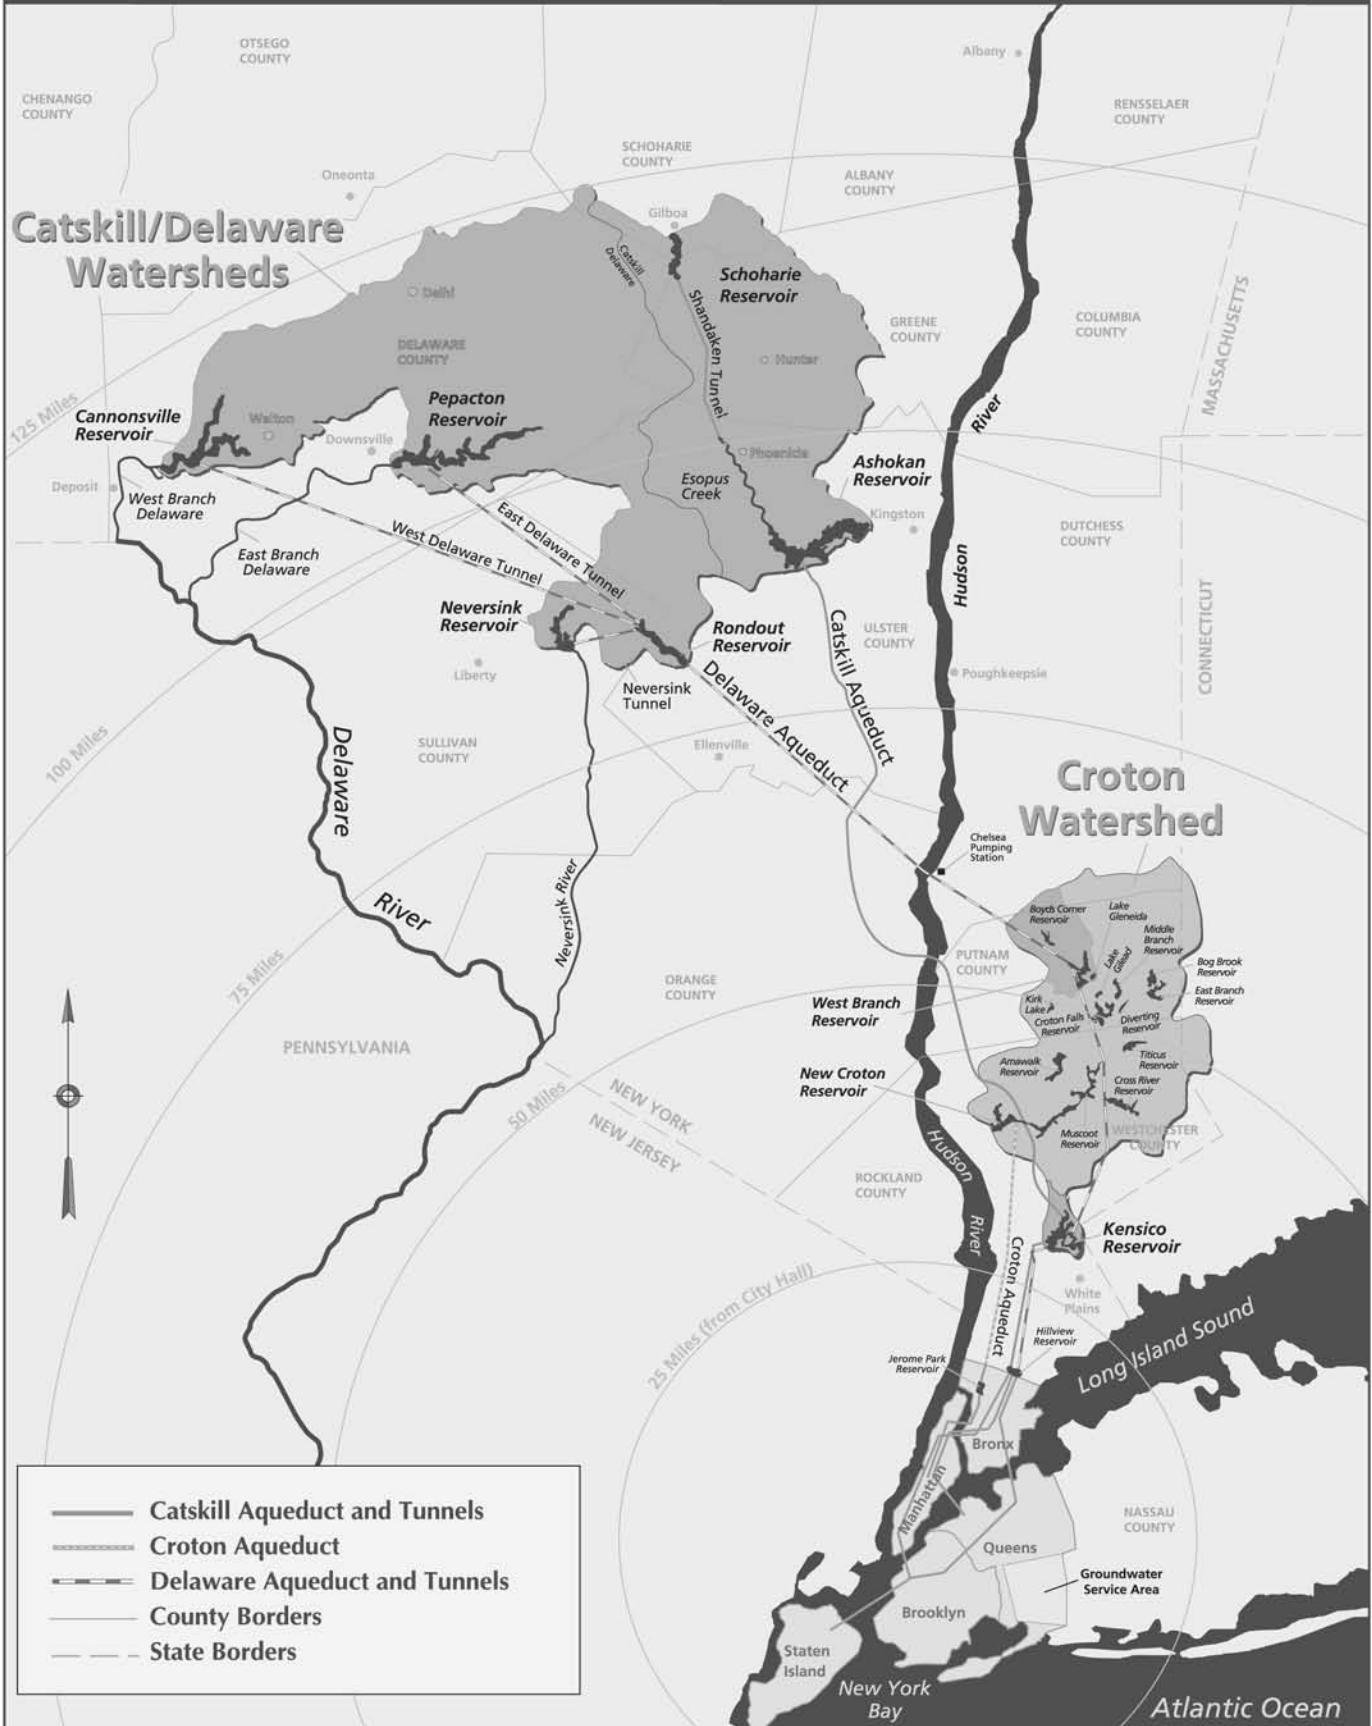 Albany
OTSEGO
COUNTY
CHENANGO
COUNTY
RENSSELAER
COUNTY
SCHOHARIE
COUNTY
ALBANY
COUNTY
Oneonta
Catskill/Delaware
Watersheds
Gilboa
Catskill
Delaware
Schoharie
Reservoir
Delhi
Shandaken Tunnel
DELAWARE
COUNTY
Hunter
GREENE
COUNTY
COLUMBIA
COUNTY
MASSACHUSETTS
125 Miles
Cannonsville
Reservoir
Walton
Pepacton
Reservoir
Downsville
River
Phoenicia
Ashokan
Reservoir
Esopus
Creek
Deposit
West Branch
Delaware
East Delaware Tunnel
West Delaware Tunnel
Kingston
DUTCHESS
COUNTY
East Branch
Delaware
Hudson
Neversink
Reservoir
Rondout
Reservoir
Catskill Aqueduct
ULSTER
COUNTY
CONNECTICUT
Liberty
Neversink
Tunnel
Delaware Aqueduct
Poughkeepsie
100 Miles
Delaware
SULLIVAN
COUNTY
Ellenville
Croton
Watershed
Chelsea
Pumping
Station
River
Neversink River
Boyds Corner
Reservoir
Lake
Gleneida
Middle
Branch
Reservoir
Lake
Gilead
Bog Brook
Reservoir
East Branch
Reservoir
75 Miles
ORANGE
COUNTY
PUTNAM
COUNTY
West Branch
Reservoir
Kirk
Lake
Croton Falls
Reservoir
Diverting
Reservoir
PENNSYLVANIA
Titicus
Reservoir
Amawalk
Reservoir
New Croton
Reservoir
Cross River
Reservoir
50 Miles
NEW YORK
NEW JERSEY
Muscoot
Reservoir
WESTCHESTER
COUNTY
Hudson
River
ROCKLAND
COUNTY
Kensico
Reservoir
Croton Aqueduct
White
Plains
25 Miles (from City Hall)
Long Island Sound
Hillview
Reservoir
Jerome Park
Reservoir
Bronx
Manhattan
NASSAU
COUNTY
Queens
Groundwater
Service Area
Brooklyn
Staten
Island
New York
Bay
Atlantic Ocean
Catskill Aqueduct and Tunnels
Croton Aqueduct
Delaware Aqueduct and Tunnels
County Borders
State Borders